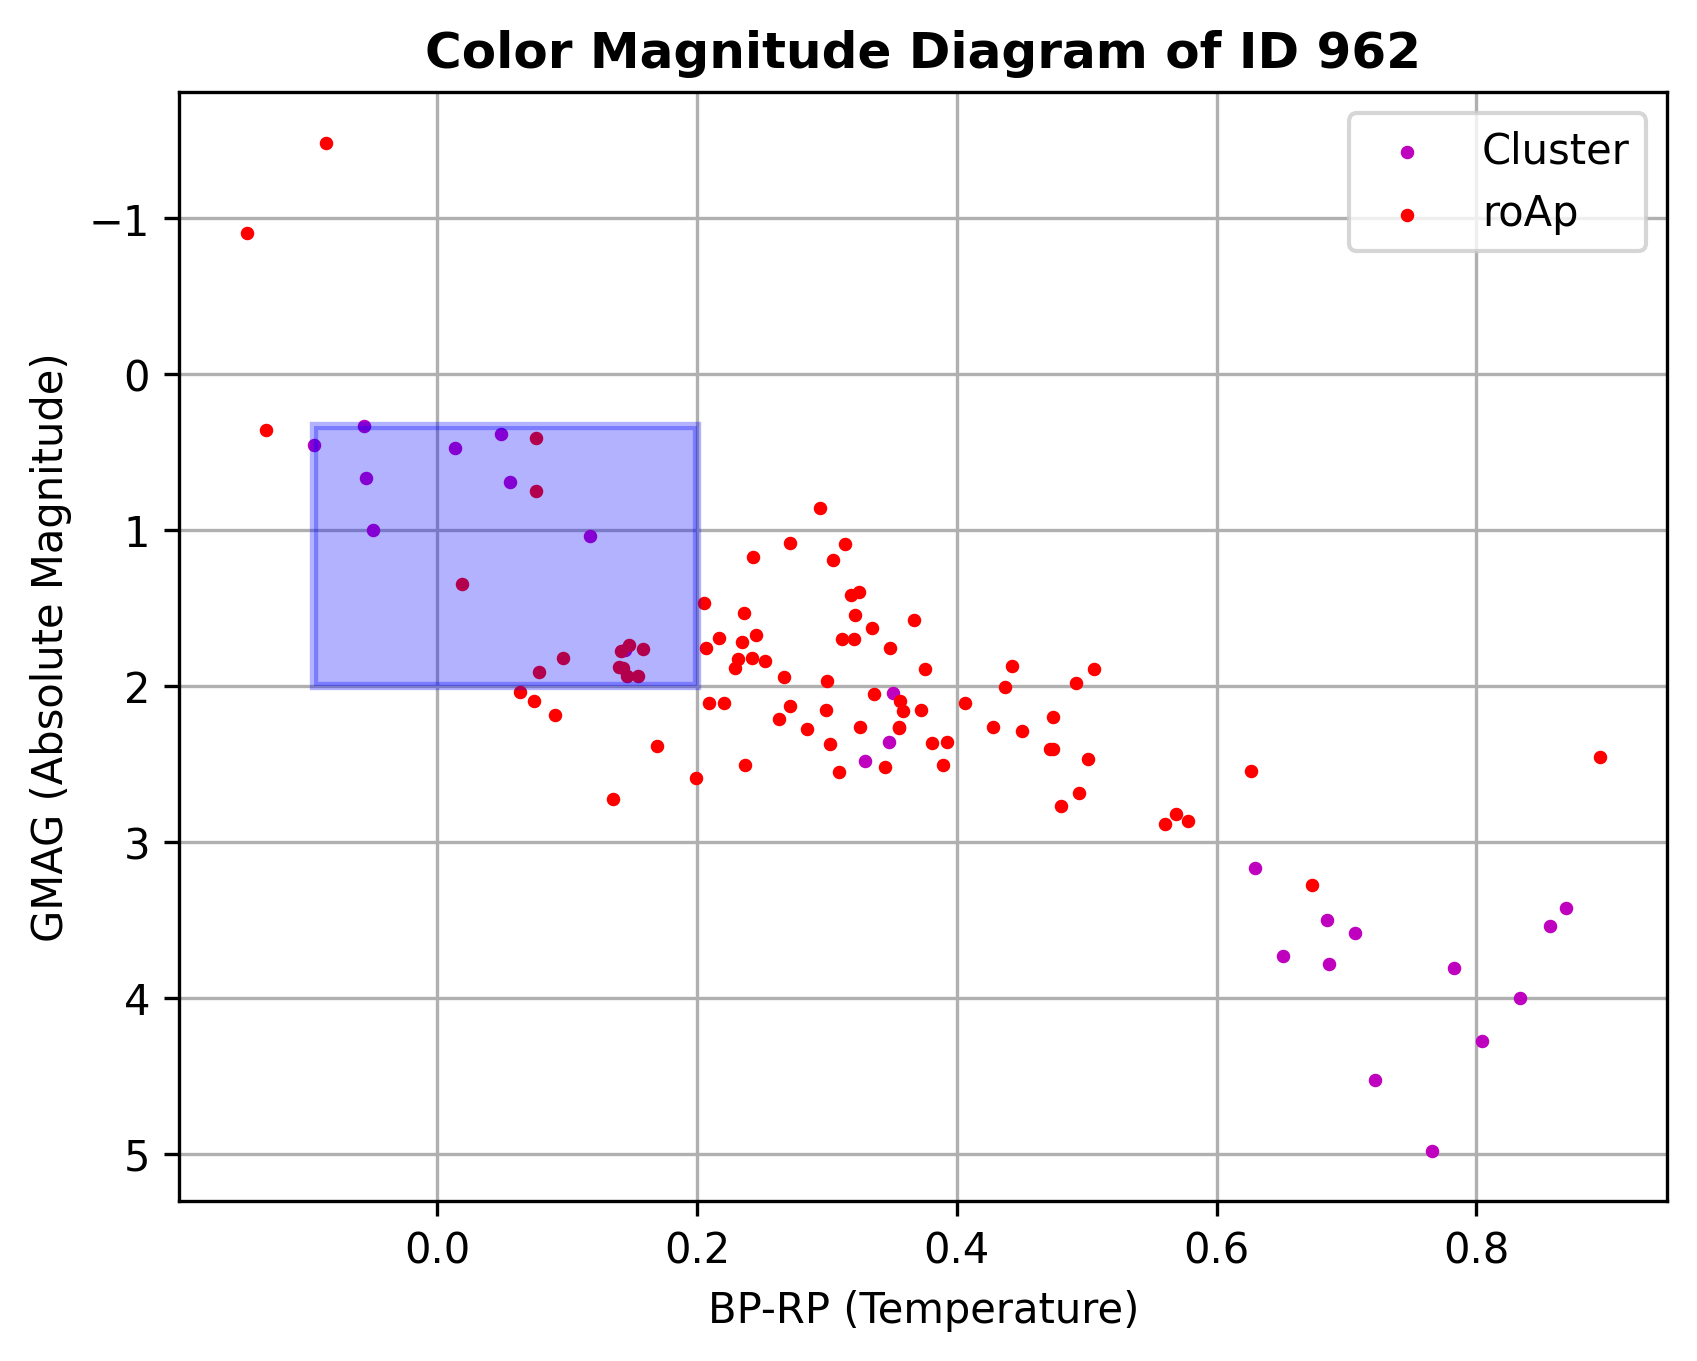 Color Magnitude Diagram of ID 962
Cluster
roAp
−1
0
1
2
3
4
5
GMAG (Absolute Magnitude)
0.0 0.2 0.4 0.6 0.8
BP-RP (Temperature)